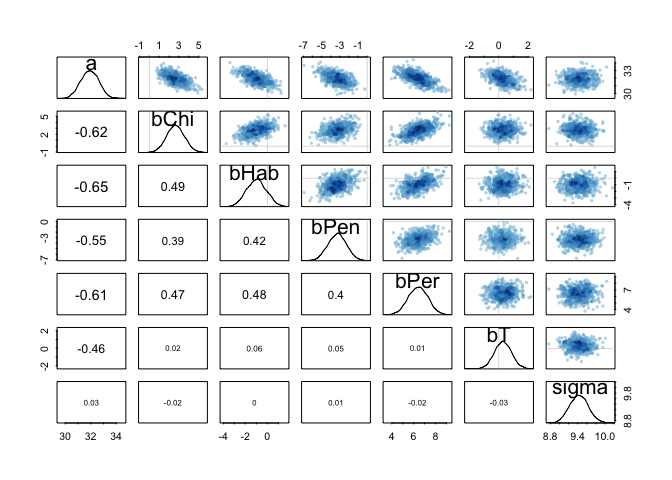 -1 1 3 5 -7 -5 -3 -1 -2 0 2
a 30 33
-1 2 5 -0.62 bChi
-0.65 0.49 bHab -4 -1
-7 -3 0 -0.55 0.39 0.42 bPen
-0.61 0.47 0.48 0.4 bPer 4 7
-2 0 2 -0.46 0.02 0.06 0.05 0.01 bT
0.03 -0.02 0 0.01 -0.02 -0.03 sigma 8.8 9.8
30 32 34 -4 -2 0 4 6 8 8.8 9.4 10.0